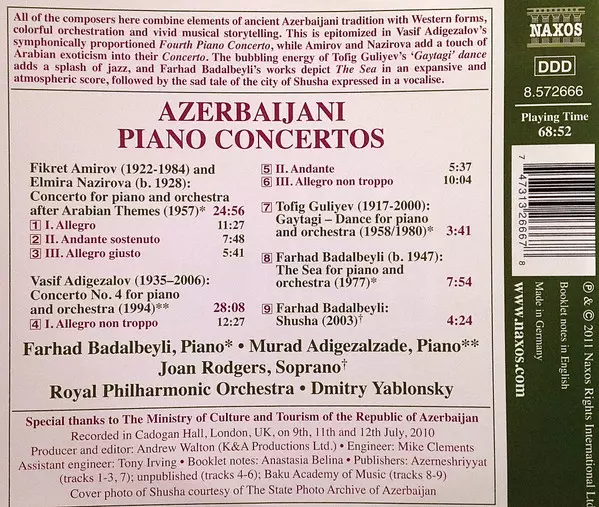 All of the composers here combine elements of ancient Azerbaijani tradition with Western forms,
colorful orchestration and vivid musical storytelling. This is epitomized in Vasif Adigezalov's
symphonically proportioned Fourth Piano Concerto, while Amirov and Nazirova add a touch of
Arabian exoticism into their Concerto. The bubbling energy of Tofig Guliyev's 'Gaytagi' dance
adds a splash of jazz, and Farhad Badalbeyli's works depict The Sea in an expansive and
atmospheric score, followed by the sad tale of the city of Shusha expressed in a vocalise.
AZERBAIJANI
PIANO CONCERTOS
Fikret Amirov (1922-1984) and
Elmira Nazirova (b. 1928):
Concerto for piano and orchestra
after Arabian Themes (1957)* 24:56
1 I. Allegro 11:27
2 II. Andante sostenuto 7:48
3 III. Allegro giusto 5:41
Vasif Adigezalov (1935–2006):
Concerto No. 4 for piano
and orchestra (1994)** 28:08
4 I. Allegro non troppo 12:27
5 II. Andante 5:37
6 III. Allegro non troppo 10:04
7 Tofig Guliyev (1917-2000):
Gaytagi – Dance for piano
and orchestra (1958/1980)* 3:41
8 Farhad Badalbeyli (b. 1947):
The Sea for piano and
orchestra (1977)* 7:54
9 Farhad Badalbeyli:
Shusha (2003)† 4:24
Farhad Badalbeyli, Piano* • Murad Adigezalzade, Piano**
Joan Rodgers, Soprano†
Royal Philharmonic Orchestra • Dmitry Yablonsky
Special thanks to The Ministry of Culture and Tourism of the Republic of Azerbaijan
Recorded in Cadogan Hall, London, UK, on 9th, 11th and 12th July, 2010
Producer and editor: Andrew Walton (K&A Productions Ltd.) • Engineer: Mike Clements
Assistant engineer: Tony Irving • Booklet notes: Anastasia Belina • Publishers: Azerneshriyyat
(tracks 1-3, 7); unpublished (tracks 4-6); Baku Academy of Music (tracks 8-9)
Cover photo of Shusha courtesy of The State Photo Archive of Azerbaijan
NAXOS
DDD
8.572666
Playing Time
68:52
7 47313 26667 8
℗ & © 2011 Naxos Rights International Ltd.
Booklet notes in English
Made in Germany
www.naxos.com